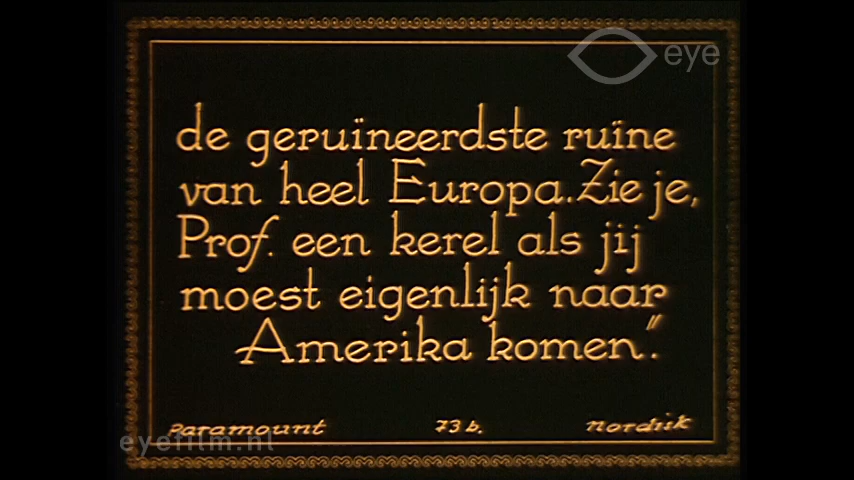 eye
de geruïneerdste ruïne
van heel Europa. Zie je,
Prof. een kerel als jij
moest eigenlijk naar
Amerika komen".
Paramount 73 b. Nordisk
eyefilm.nl